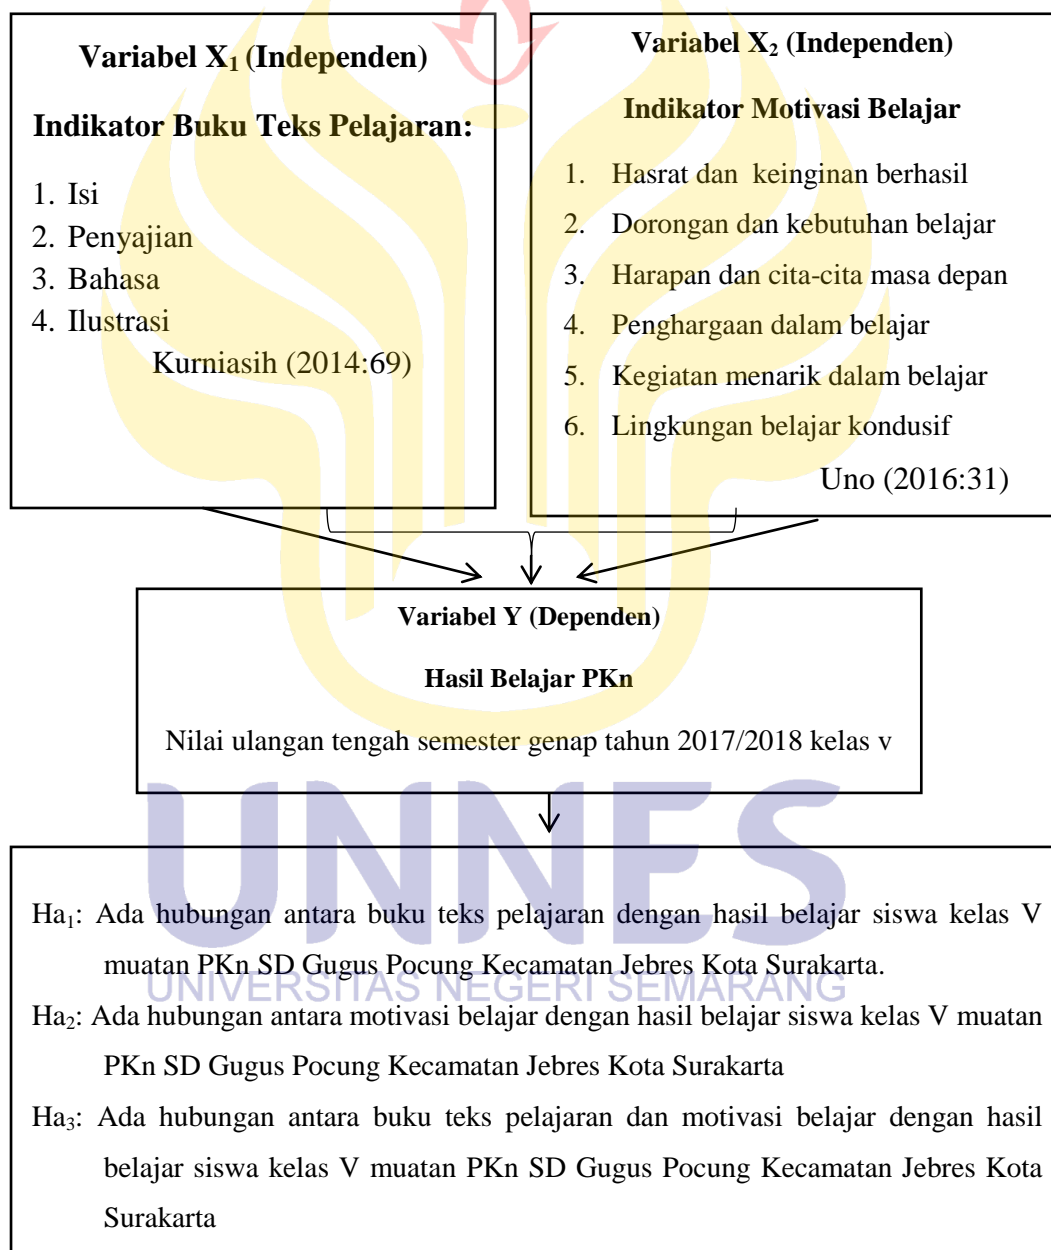 Variabel X₁ (Independen)
Indikator Buku Teks Pelajaran:
1. Isi
2. Penyajian
3. Bahasa
4. Ilustrasi
Kurniasih (2014:69)
Variabel X₂ (Independen)
Indikator Motivasi Belajar
1. Hasrat dan keinginan berhasil
2. Dorongan dan kebutuhan belajar
3. Harapan dan cita-cita masa depan
4. Penghargaan dalam belajar
5. Kegiatan menarik dalam belajar
6. Lingkungan belajar kondusif
Uno (2016:31)
Variabel Y (Dependen)
Hasil Belajar PKn
Nilai ulangan tengah semester genap tahun 2017/2018 kelas v
UNNES
Ha₁: Ada hubungan antara buku teks pelajaran dengan hasil belajar siswa kelas V
muatan PKn SD Gugus Pocung Kecamatan Jebres Kota Surakarta.
UNIVERSITAS NEGERI SEMARANG
Ha₂: Ada hubungan antara motivasi belajar dengan hasil belajar siswa kelas V muatan
PKn SD Gugus Pocung Kecamatan Jebres Kota Surakarta
Ha₃: Ada hubungan antara buku teks pelajaran dan motivasi belajar dengan hasil
belajar siswa kelas V muatan PKn SD Gugus Pocung Kecamatan Jebres Kota
Surakarta